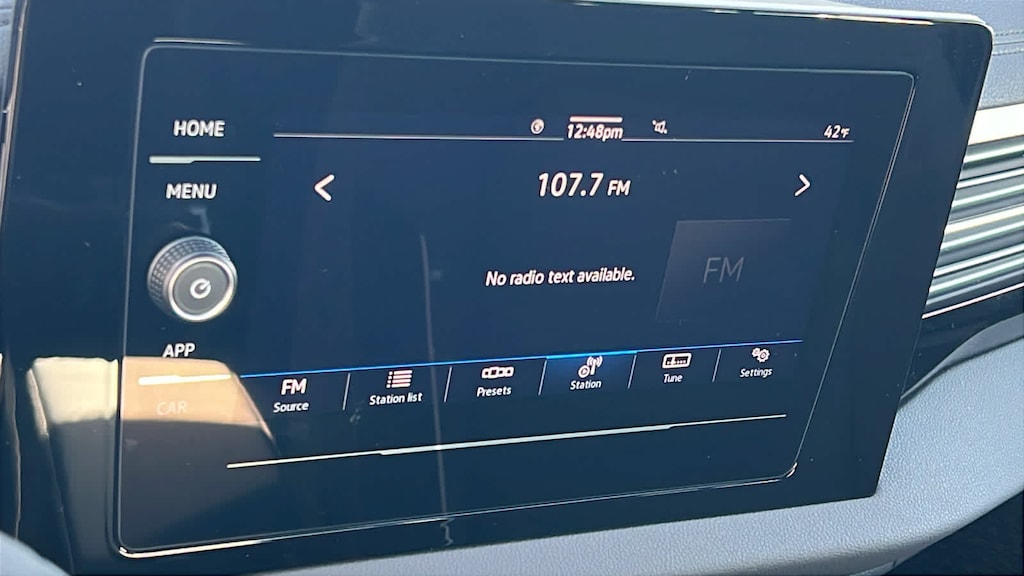 HOME
MENU
APP
CAR
12:48pm
42°F
107.7 FM
No radio text available.
FM
FM
Source
Station list
Presets
Station
Tune
Settings